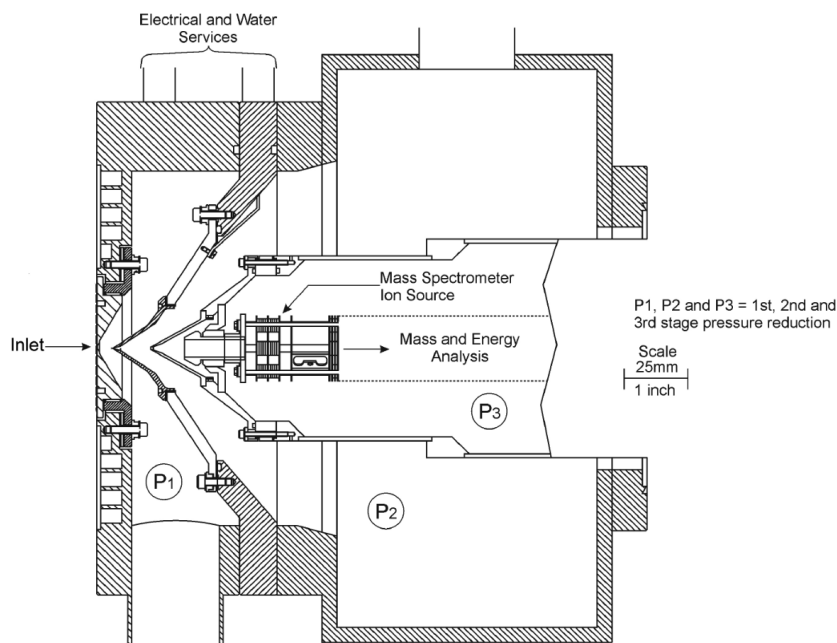 Electrical and Water
Services
Inlet
Mass Spectrometer
Ion Source
Mass and Energy
Analysis
P1
P2
P3
P1, P2 and P3 = 1st, 2nd and
3rd stage pressure reduction
Scale
25mm
1 inch